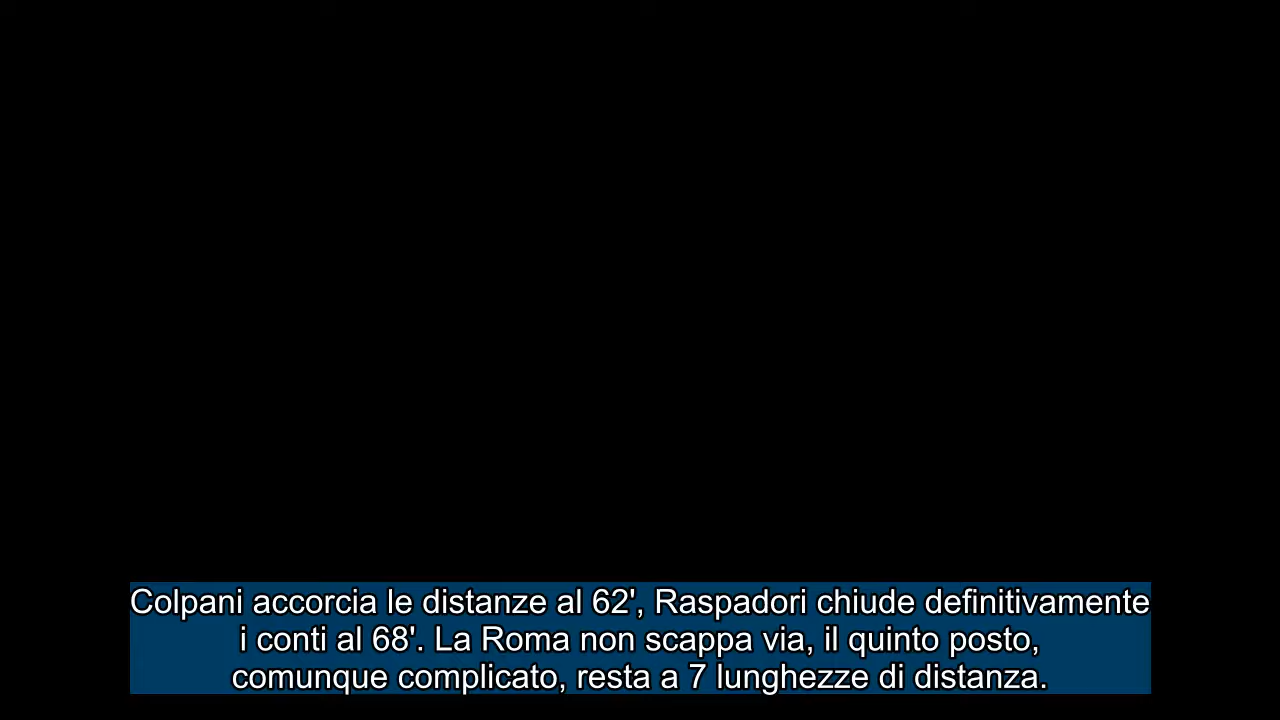 Colpani accorcia le distanze al 62', Raspadori chiude definitivamente
i conti al 68'. La Roma non scappa via, il quinto posto,
comunque complicato, resta a 7 lunghezze di distanza.